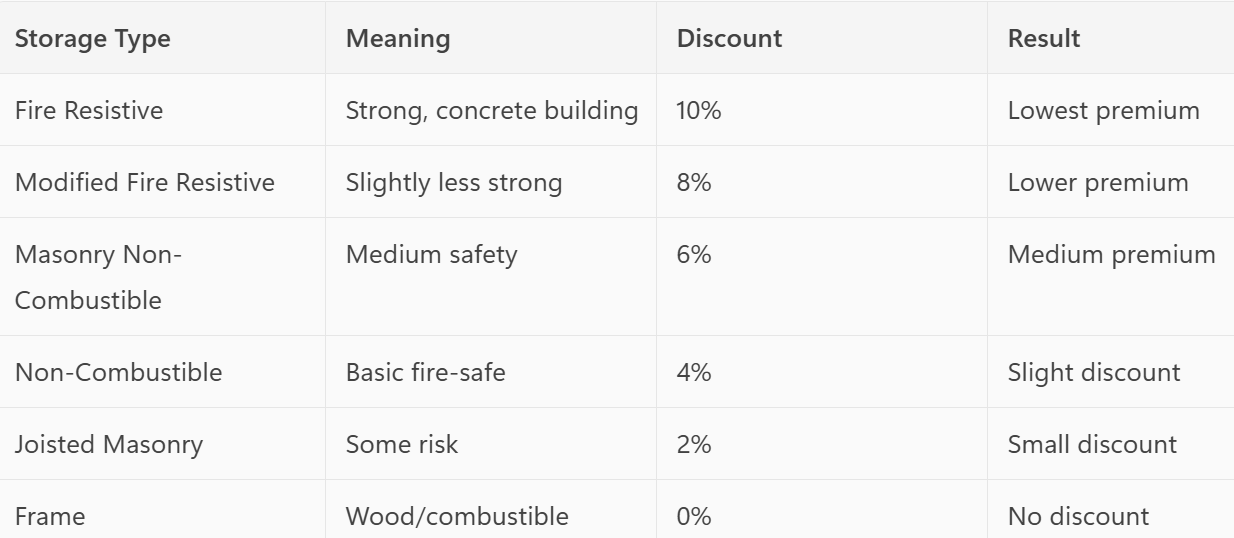 Storage Type Meaning Discount Result
Fire Resistive Strong, concrete building 10% Lowest premium
Modified Fire Resistive Slightly less strong 8% Lower premium
Masonry Non- Medium safety 6% Medium premium
Combustible
Non-Combustible Basic fire-safe 4% Slight discount
Joisted Masonry Some risk 2% Small discount
Frame Wood/combustible 0% No discount